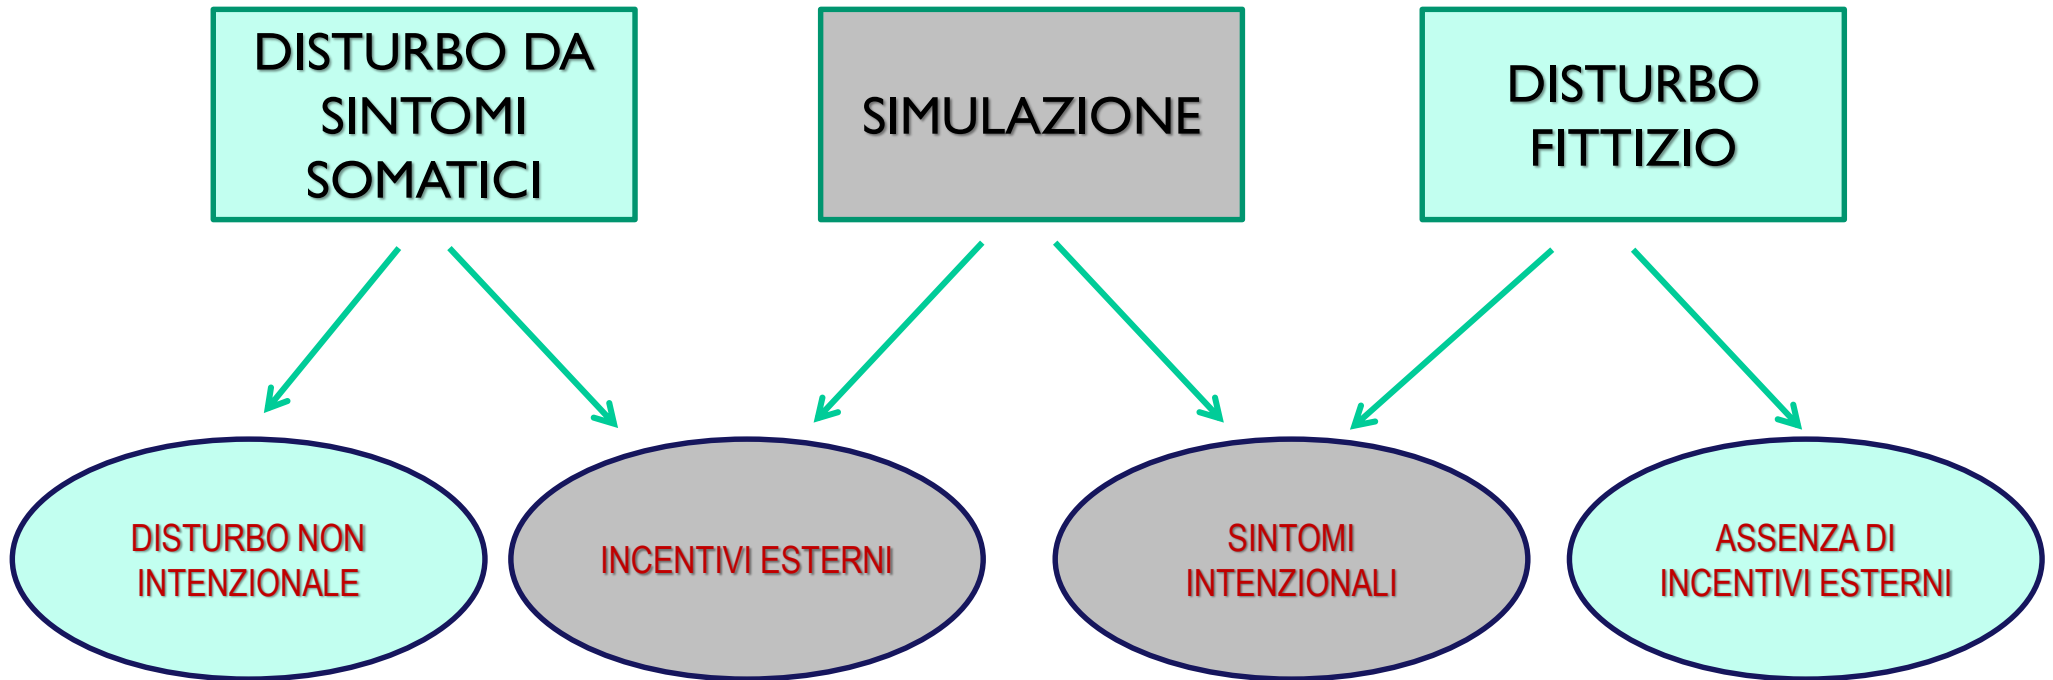 DISTURBO DA
SINTOMI
SOMATICI
SIMULAZIONE
DISTURBO
FITTIZIO
DISTURBO NON
INTENZIONALE
INCENTIVI ESTERNI
SINTOMI
INTENZIONALI
ASSENZA DI
INCENTIVI ESTERNI